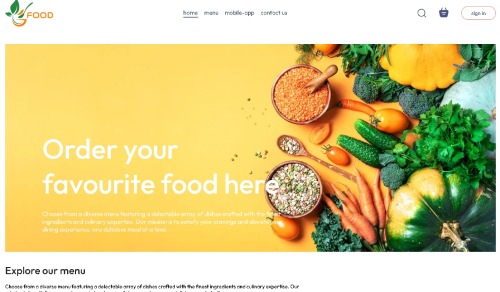 FOOD
home menu mobile-app contact us
sign in
Order your
favourite food here
Choose from a diverse menu featuring a delectable array of dishes crafted with the finest
ingredients and culinary expertise. Our mission is to satisfy your cravings and elevate your
dining experience, one delicious meal at a time.
Explore our menu
Choose from a diverse menu featuring a delectable array of dishes crafted with the finest ingredients and culinary expertise. Our